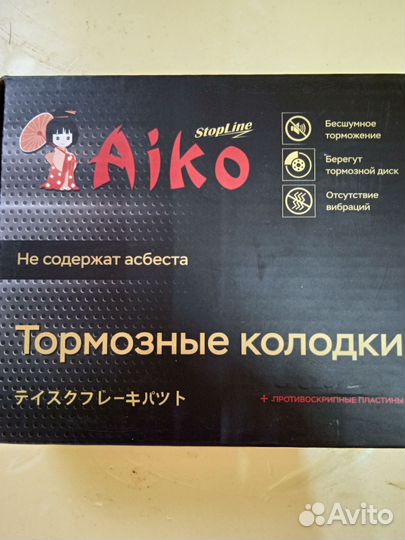 StopLine
Aiko
Бесшумное
торможение
Берегут
тормозной диск
Отсутствие
вибраций
Не содержат асбеста
Тормозные колодки
テイスクフレーキパツト
+ ПРОТИВОСКРИПНЫЕ ПЛАСТИНЫ
Avito